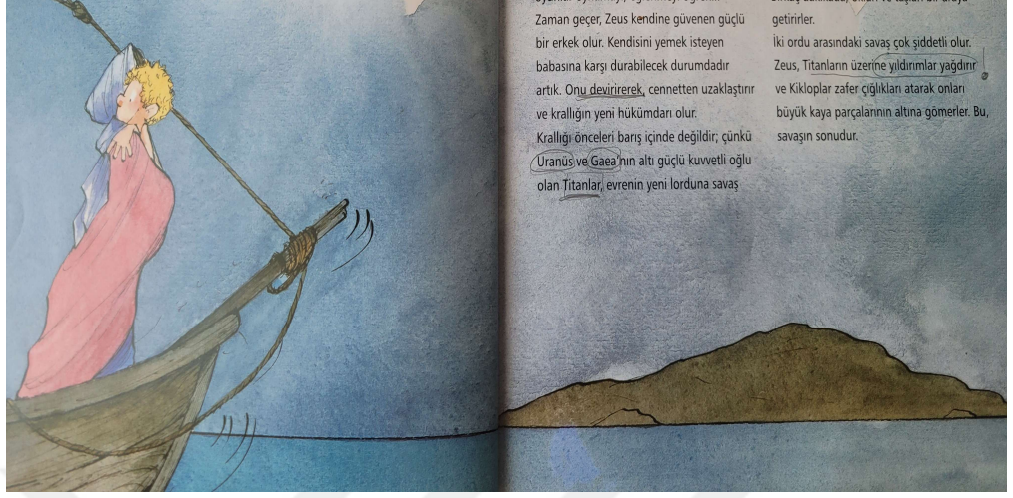 Zaman geçer, Zeus kendine güvenen güçlü
bir erkek olur. Kendisini yemek isteyen
babasına karşı durabilecek durumdadır
artık. Onu devirirerek, cennetten uzaklaştırır
ve krallığın yeni hükümdarı olur.
Krallığı önceleri barış içinde değildir; çünkü
Uranüs ve Gaea'nın altı güçlü kuvvetli oğlu
olan Titanlar, evrenin yeni lorduna savaş
getirirler.
İki ordu arasındaki savaş çok şiddetli olur.
Zeus, Titanların üzerine yıldırımlar yağdırır
ve Kikloplar zafer çığlıkları atarak onları
büyük kaya parçalarının altına gömerler. Bu,
savaşın sonudur.